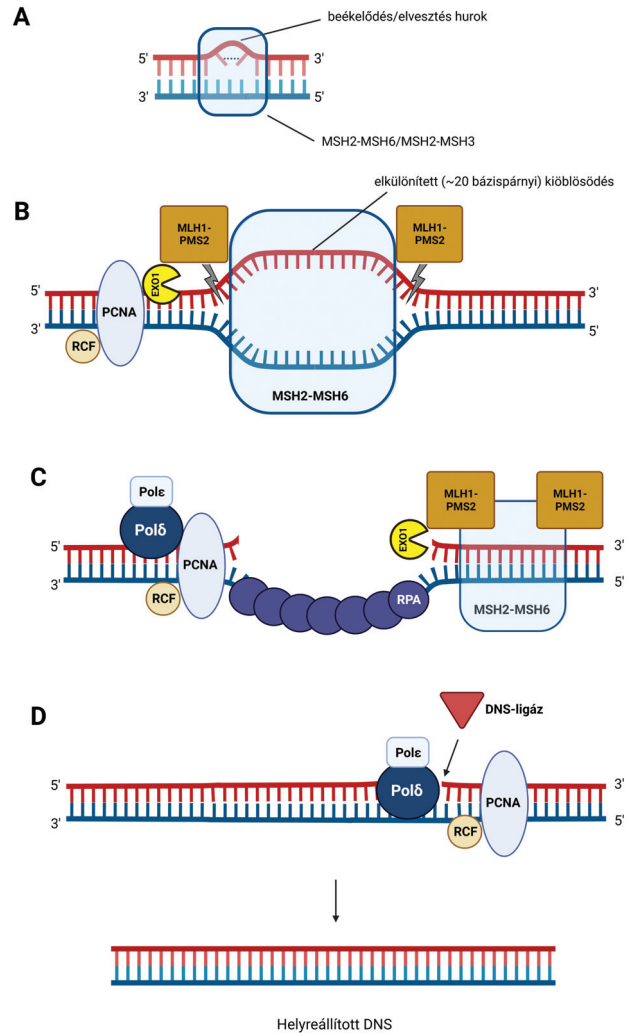 A
beékelődés/elvesztés hurok
5'
3'
3'
5'
MSH2-MSH6/MSH2-MSH3
elkülönített (~20 bázispárnyi) kiöblösödés
B
MLH1-
PMS2
MLH1-
PMS2
EXO1
5'
3'
PCNA
3'
5'
RCF
MSH2-MSH6
C
Polε
MLH1-
PMS2
MLH1-
PMS2
Polδ
EXO1
5'
3'
PCNA
3'
5'
RCF
RPA
MSH2-MSH6
D
DNS-ligáz
Polε
5'
3'
Polδ
PCNA
3'
5'
RCF
Helyreállított DNS